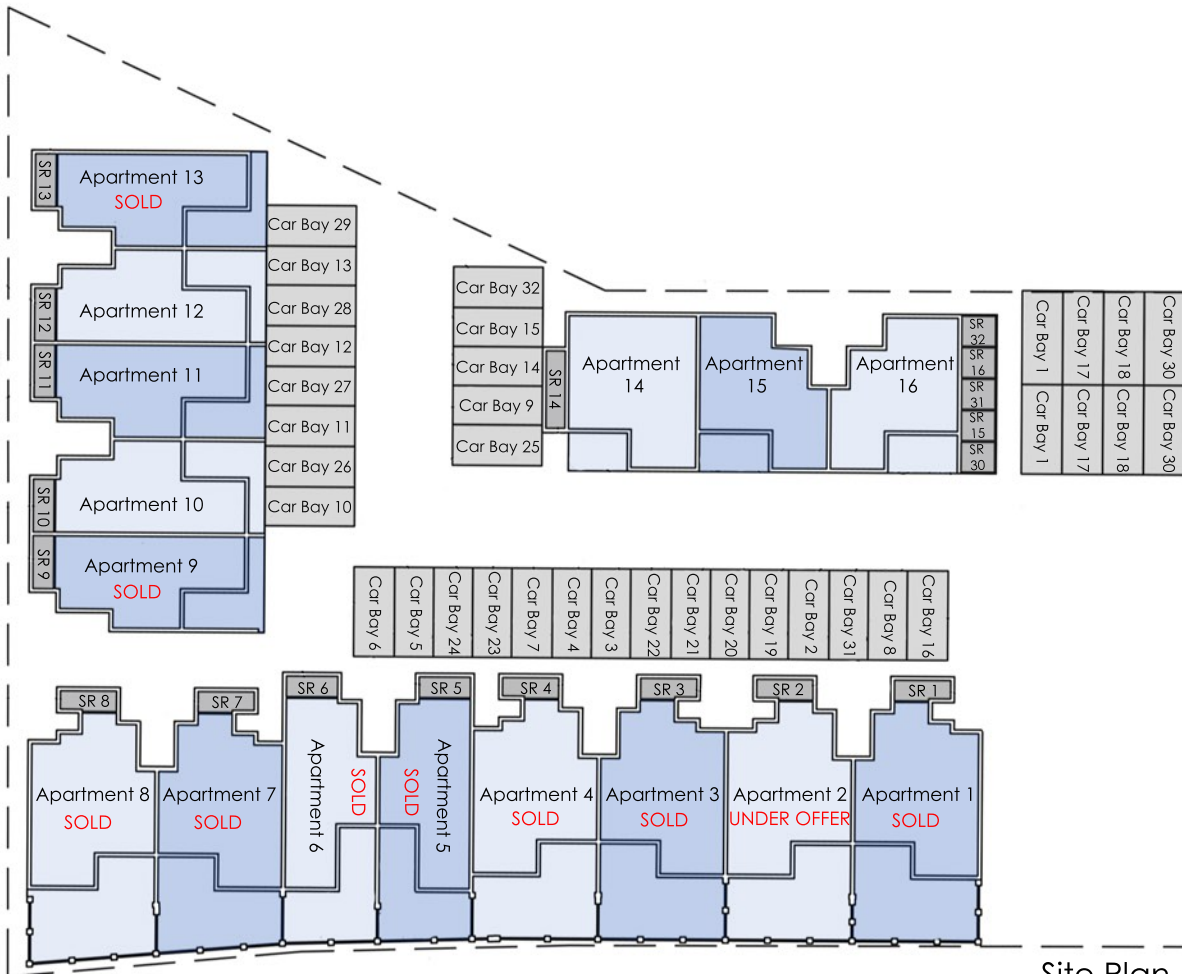 SR 13
Apartment 13
SOLD
Car Bay 29
Car Bay 13
SR 12
Apartment 12
Car Bay 28
Car Bay 12
SR 11
Apartment 11
Car Bay 27
Car Bay 11
SR 10
Apartment 10
Car Bay 26
Car Bay 10
SR 9
Apartment 9
SOLD
Car Bay 32
Car Bay 15
Car Bay 14
Car Bay 9
Car Bay 25
SR 14
Apartment
14
Apartment
15
Apartment
16
SR
32
SR
16
SR
31
SR
15
SR
30
Car Bay 1
Car Bay 17
Car Bay 18
Car Bay 30
Car Bay 1
Car Bay 17
Car Bay 18
Car Bay 30
Car Bay 6
Car Bay 5
Car Bay 24
Car Bay 23
Car Bay 7
Car Bay 4
Car Bay 3
Car Bay 22
Car Bay 21
Car Bay 20
Car Bay 19
Car Bay 2
Car Bay 31
Car Bay 8
Car Bay 16
SR 8
SR 7
SR 6
SR 5
SR 4
SR 3
SR 2
SR 1
Apartment 8
SOLD
Apartment 7
SOLD
Apartment 6
SOLD
SOLD
Apartment 5
Apartment 4
SOLD
Apartment 3
SOLD
Apartment 2
UNDER OFFER
Apartment 1
SOLD
Site Plan